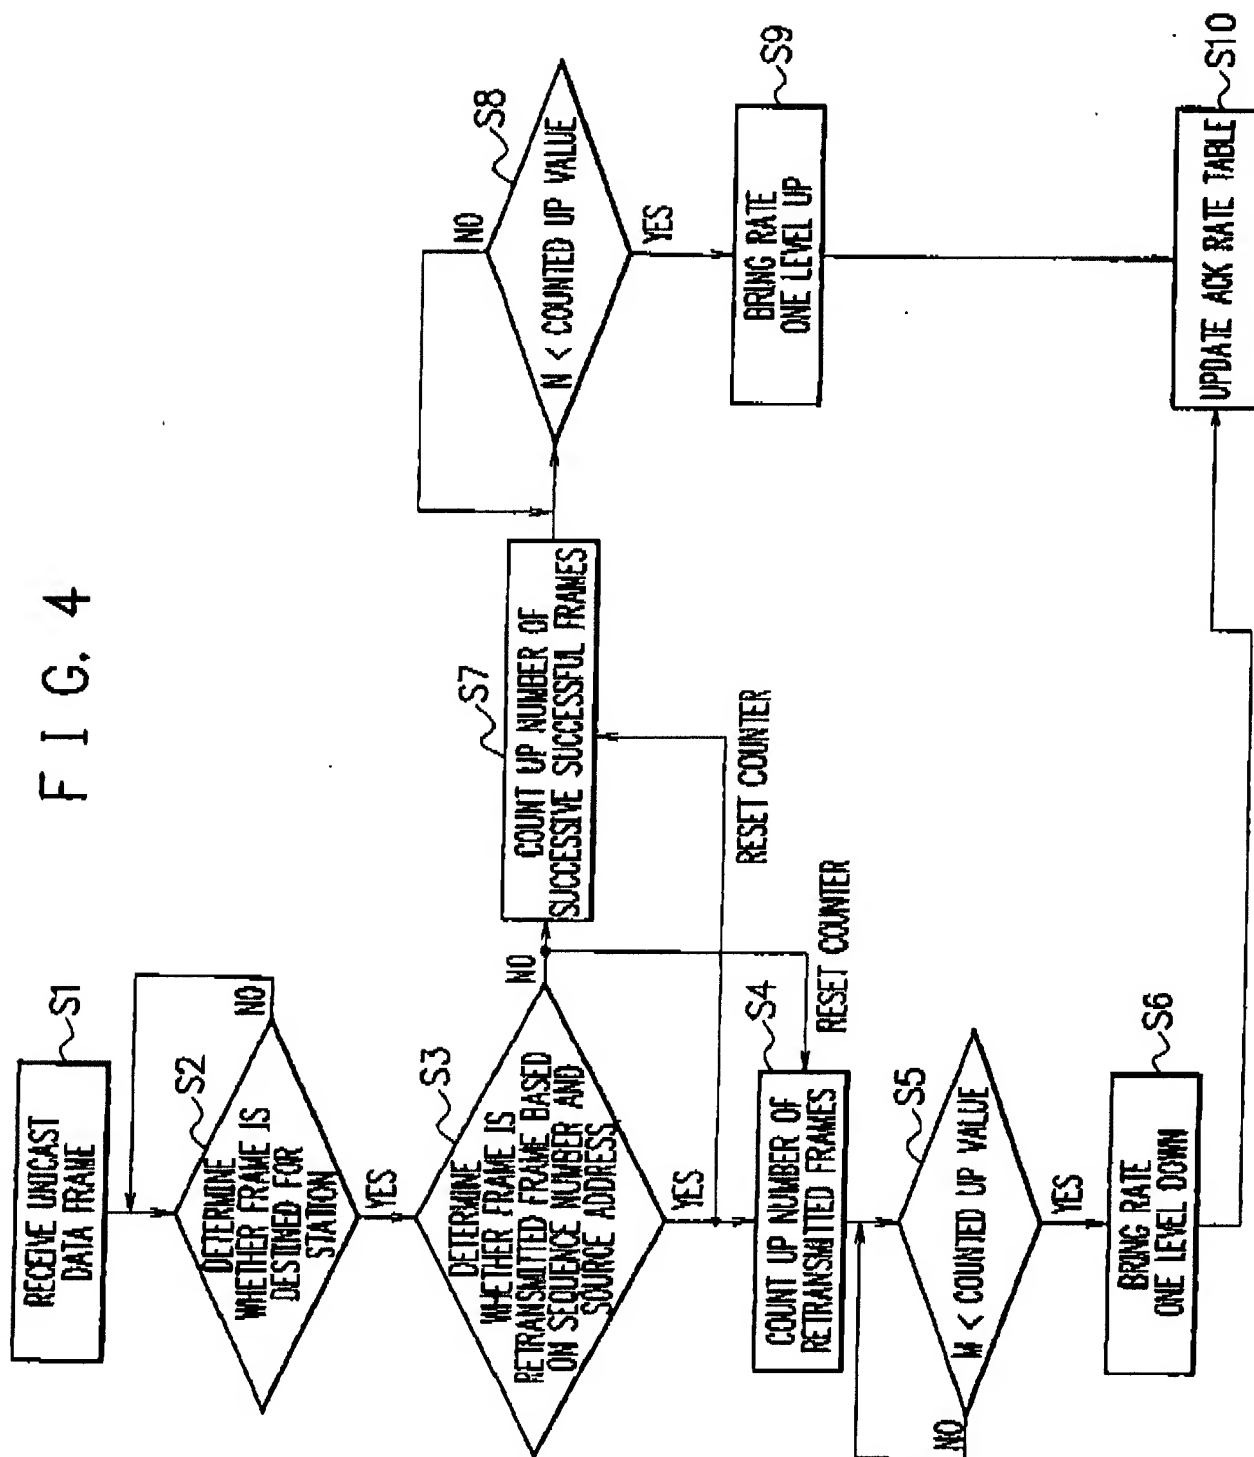 F I G. 4
S1
RECEIVE UNICAST
DATA FRAME
S2
DETERMINE
WHETHER FRAME IS
DESTINED FOR
STATION
NO
YES
S3
DETERMINE
WHETHER FRAME IS
RETRANSMITTED FRAME BASED
ON SEQUENCE NUMBER AND
SOURCE ADDRESS
NO
YES
RESET COUNTER
RESET COUNTER
S4
COUNT UP NUMBER OF
RETRANSMITTED FRAMES
S5
M < COUNTED UP VALUE
NO
YES
S6
BRING RATE
ONE LEVEL DOWN
S7
COUNT UP NUMBER OF
SUCCESSIVE SUCCESSFUL FRAMES
S8
N < COUNTED UP VALUE
NO
YES
S9
BRING RATE
ONE LEVEL UP
S10
UPDATE ACK RATE TABLE